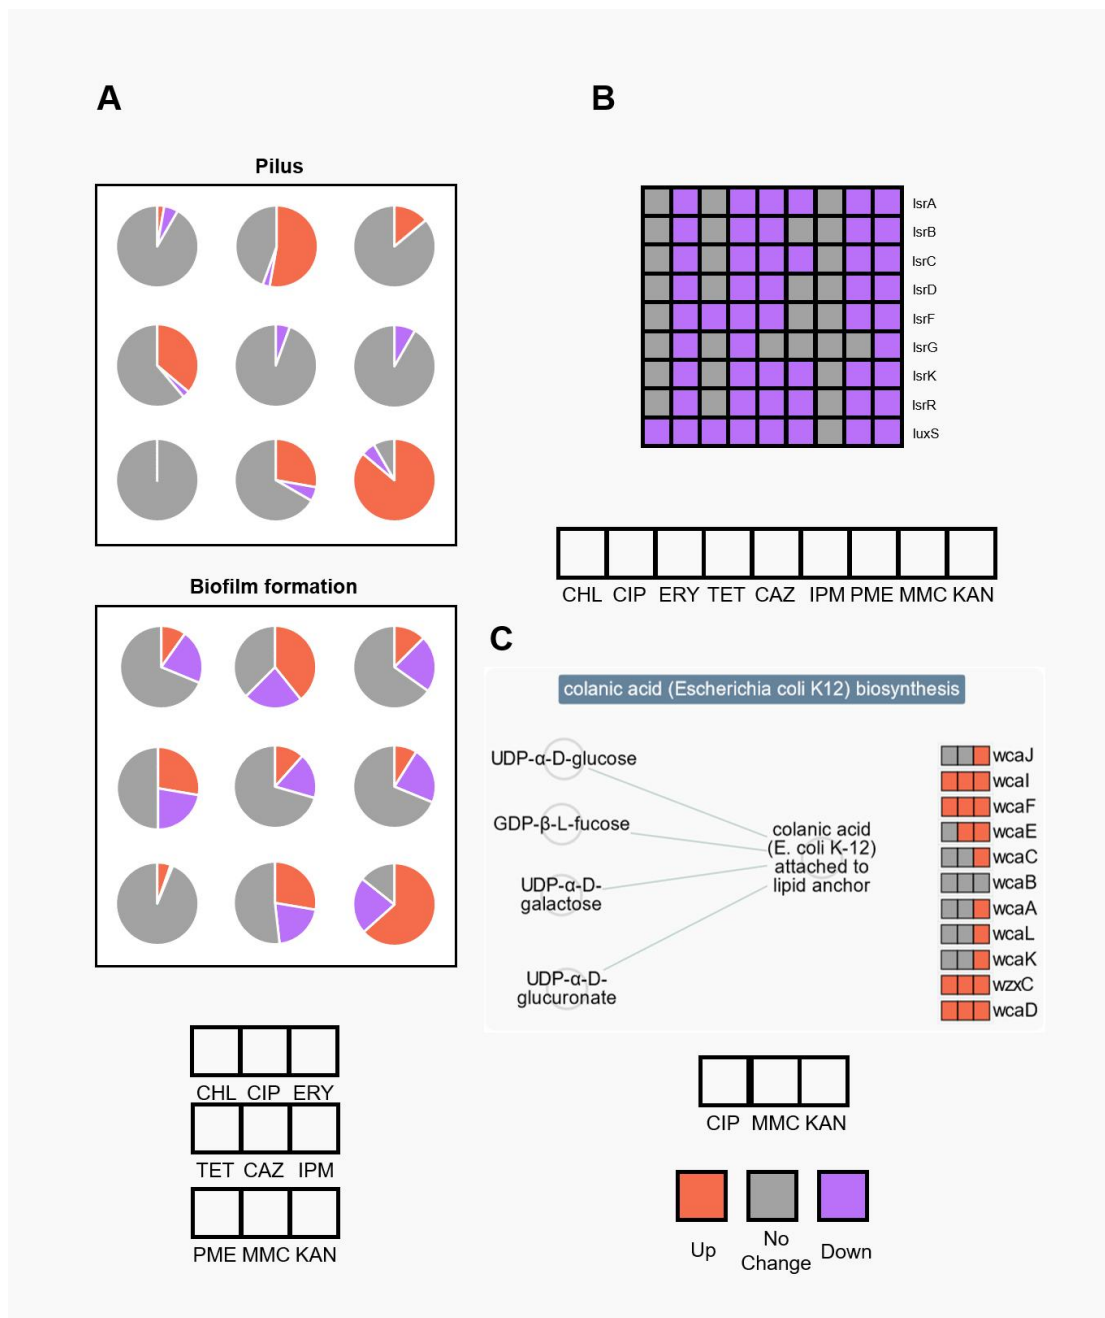 A
B
Pilus
lsrA
lsrB
lsrC
lsrD
lsrF
lsrG
lsrK
lsrR
luxS
CHL CIP ERY TET CAZ IPM PME MMC KAN
Biofilm formation
C
colanic acid (Escherichia coli K12) biosynthesis
UDP-α-D-glucose
GDP-β-L-fucose
UDP-α-D-
galactose
UDP-α-D-
glucuronate
colanic acid
(E. coli K-12)
attached to
lipid anchor
wcaJ
wcaI
wcaF
wcaE
wcaC
wcaB
wcaA
wcaL
wcaK
wzxC
wcaD
CHL CIP ERY
TET CAZ IPM
PME MMC KAN
CIP MMC KAN
Up
No
Change
Down